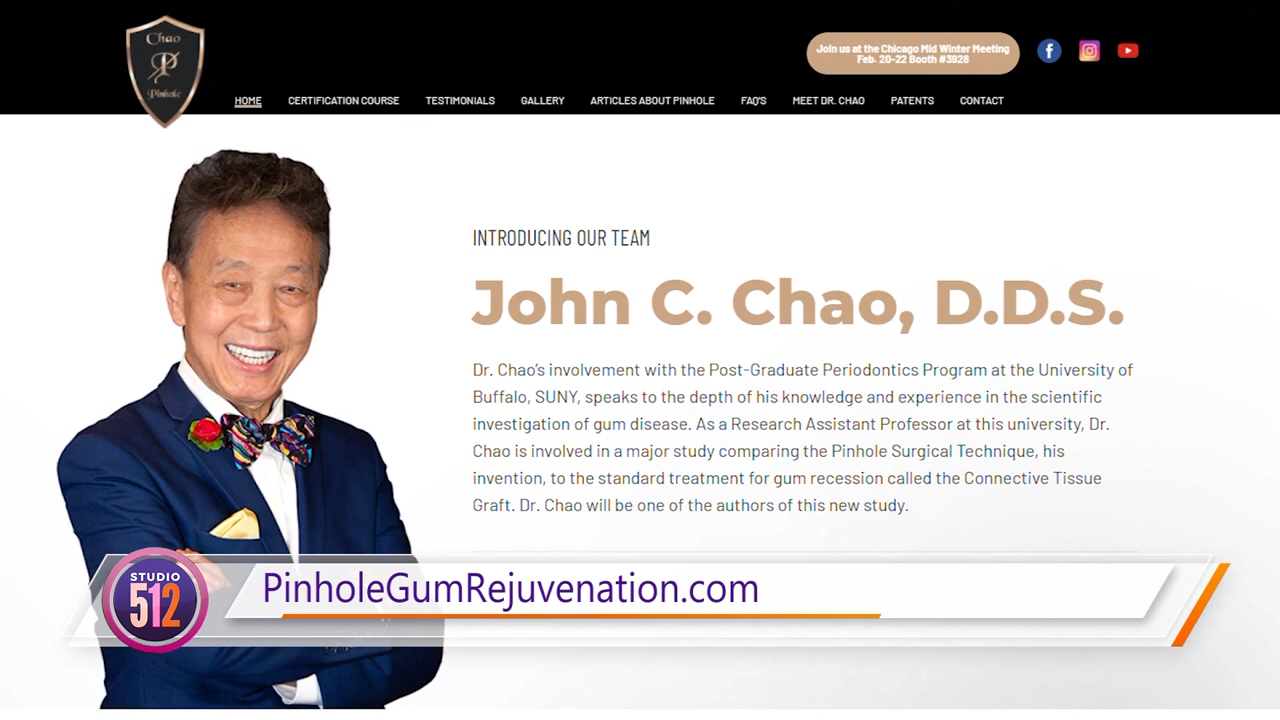 Chao
P
Pinhole
Join us at the Chicago Mid Winter Meeting
Feb. 20-22 Booth #3928
HOME CERTIFICATION COURSE TESTIMONIALS GALLERY ARTICLES ABOUT PINHOLE FAQ'S MEET DR. CHAO PATENTS CONTACT
INTRODUCING OUR TEAM
John C. Chao, D.D.S.
Dr. Chao's involvement with the Post-Graduate Periodontics Program at the University of
Buffalo, SUNY, speaks to the depth of his knowledge and experience in the scientific
investigation of gum disease. As a Research Assistant Professor at this university, Dr.
Chao is involved in a major study comparing the Pinhole Surgical Technique, his
invention, to the standard treatment for gum recession called the Connective Tissue
Graft. Dr. Chao will be one of the authors of this new study.
STUDIO
512
PinholeGumRejuvenation.com